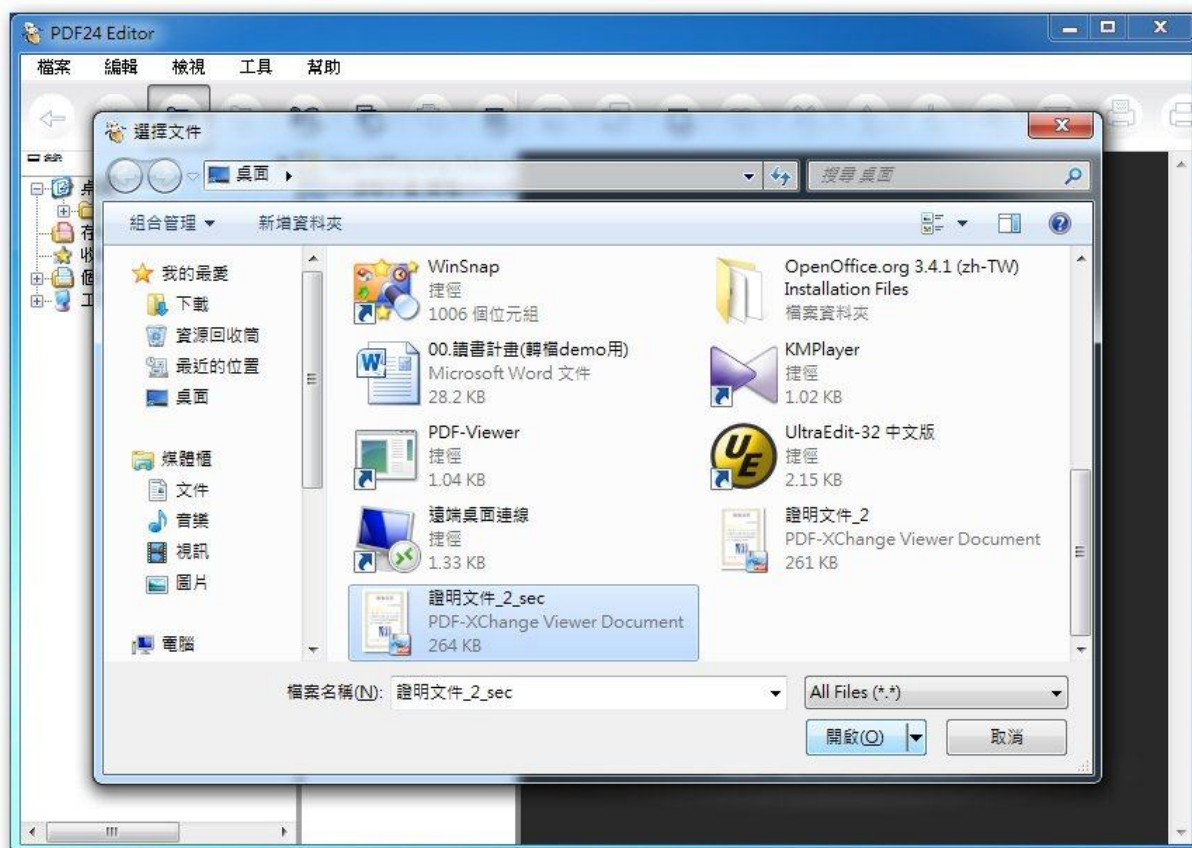 PDF24 Editor
檔案 編輯 檢視 工具 幫助
選擇文件
桌面
搜尋 桌面
組合管理 新增資料夾
我的最愛
下載
資源回收筒
最近的位置
桌面
媒體櫃
文件
音樂
視訊
圖片
電腦
WinSnap
捷徑
1006 個位元組
OpenOffice.org 3.4.1 (zh-TW)
Installation Files
檔案資料夾
00.讀書計畫(轉檔demo用)
Microsoft Word 文件
28.2 KB
KMPlayer
捷徑
1.02 KB
PDF-Viewer
捷徑
1.04 KB
UltraEdit-32 中文版
捷徑
2.15 KB
遠端桌面連線
捷徑
1.33 KB
證明文件_2
PDF-XChange Viewer Document
261 KB
證明文件_2_sec
PDF-XChange Viewer Document
264 KB
檔案名稱(N): 證明文件_2_sec
All Files (*.*)
開啟(O) 取消